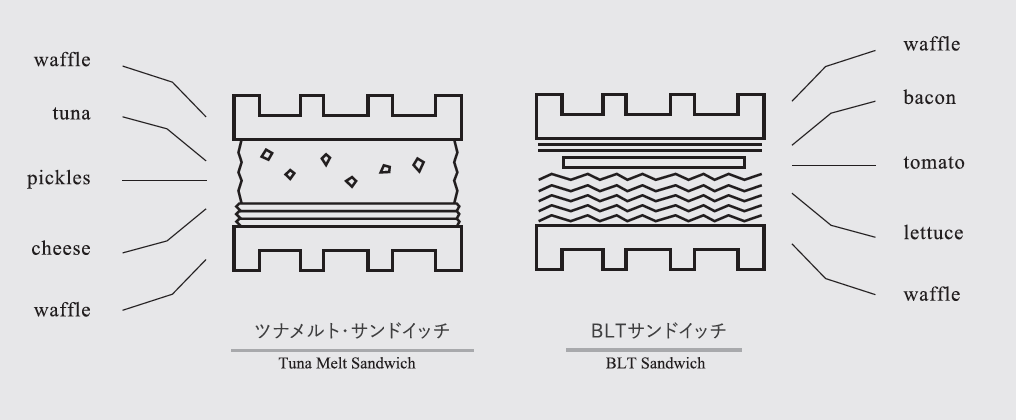 waffle
tuna
pickles
cheese
waffle
ツナメルト・サンドイッチ
Tuna Melt Sandwich
waffle
bacon
tomato
lettuce
waffle
BLTサンドイッチ
BLT Sandwich